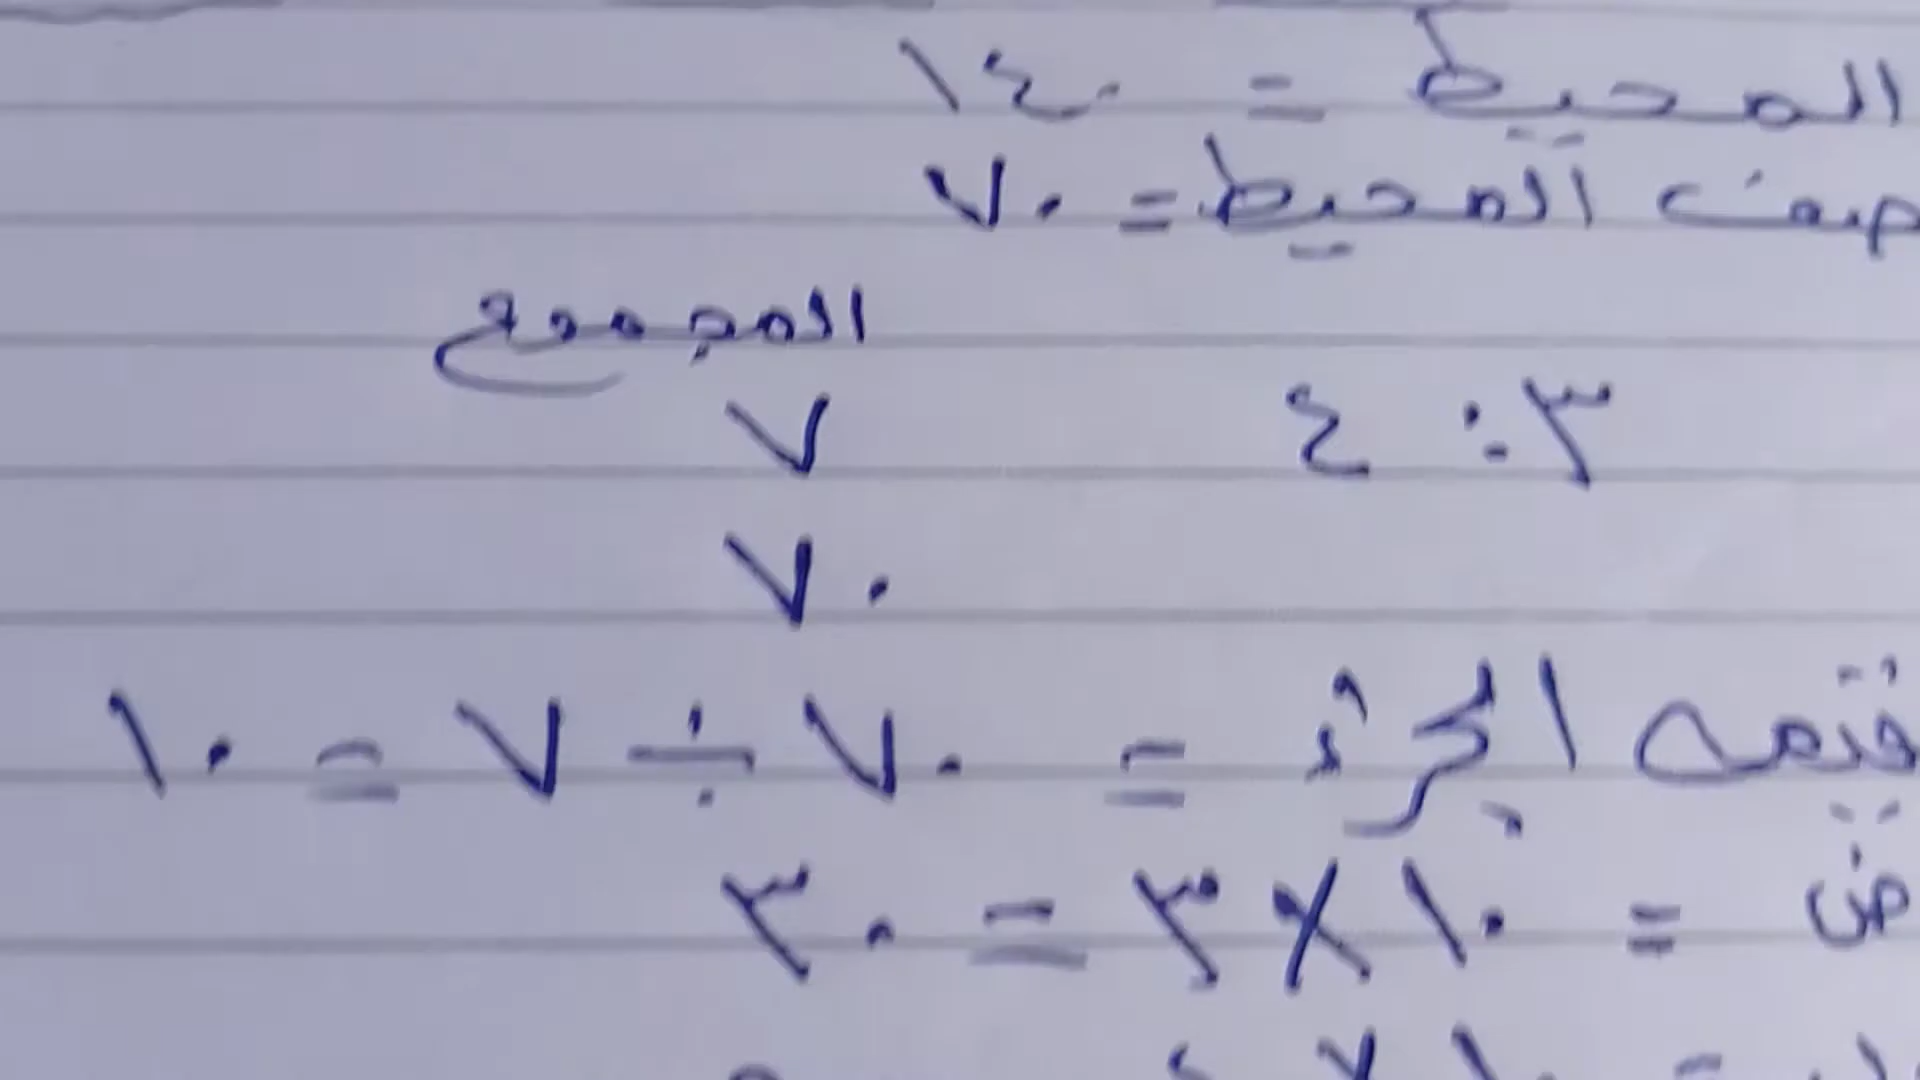 المحيط = ١٤٠
نصف المحيط = ٧٠
المجموع
٣ : ٤ ٧
٧٠
قيمة الجزء = ٧٠ ÷ ٧ = ١٠
ض = ١٠ × ٣ = ٣٠